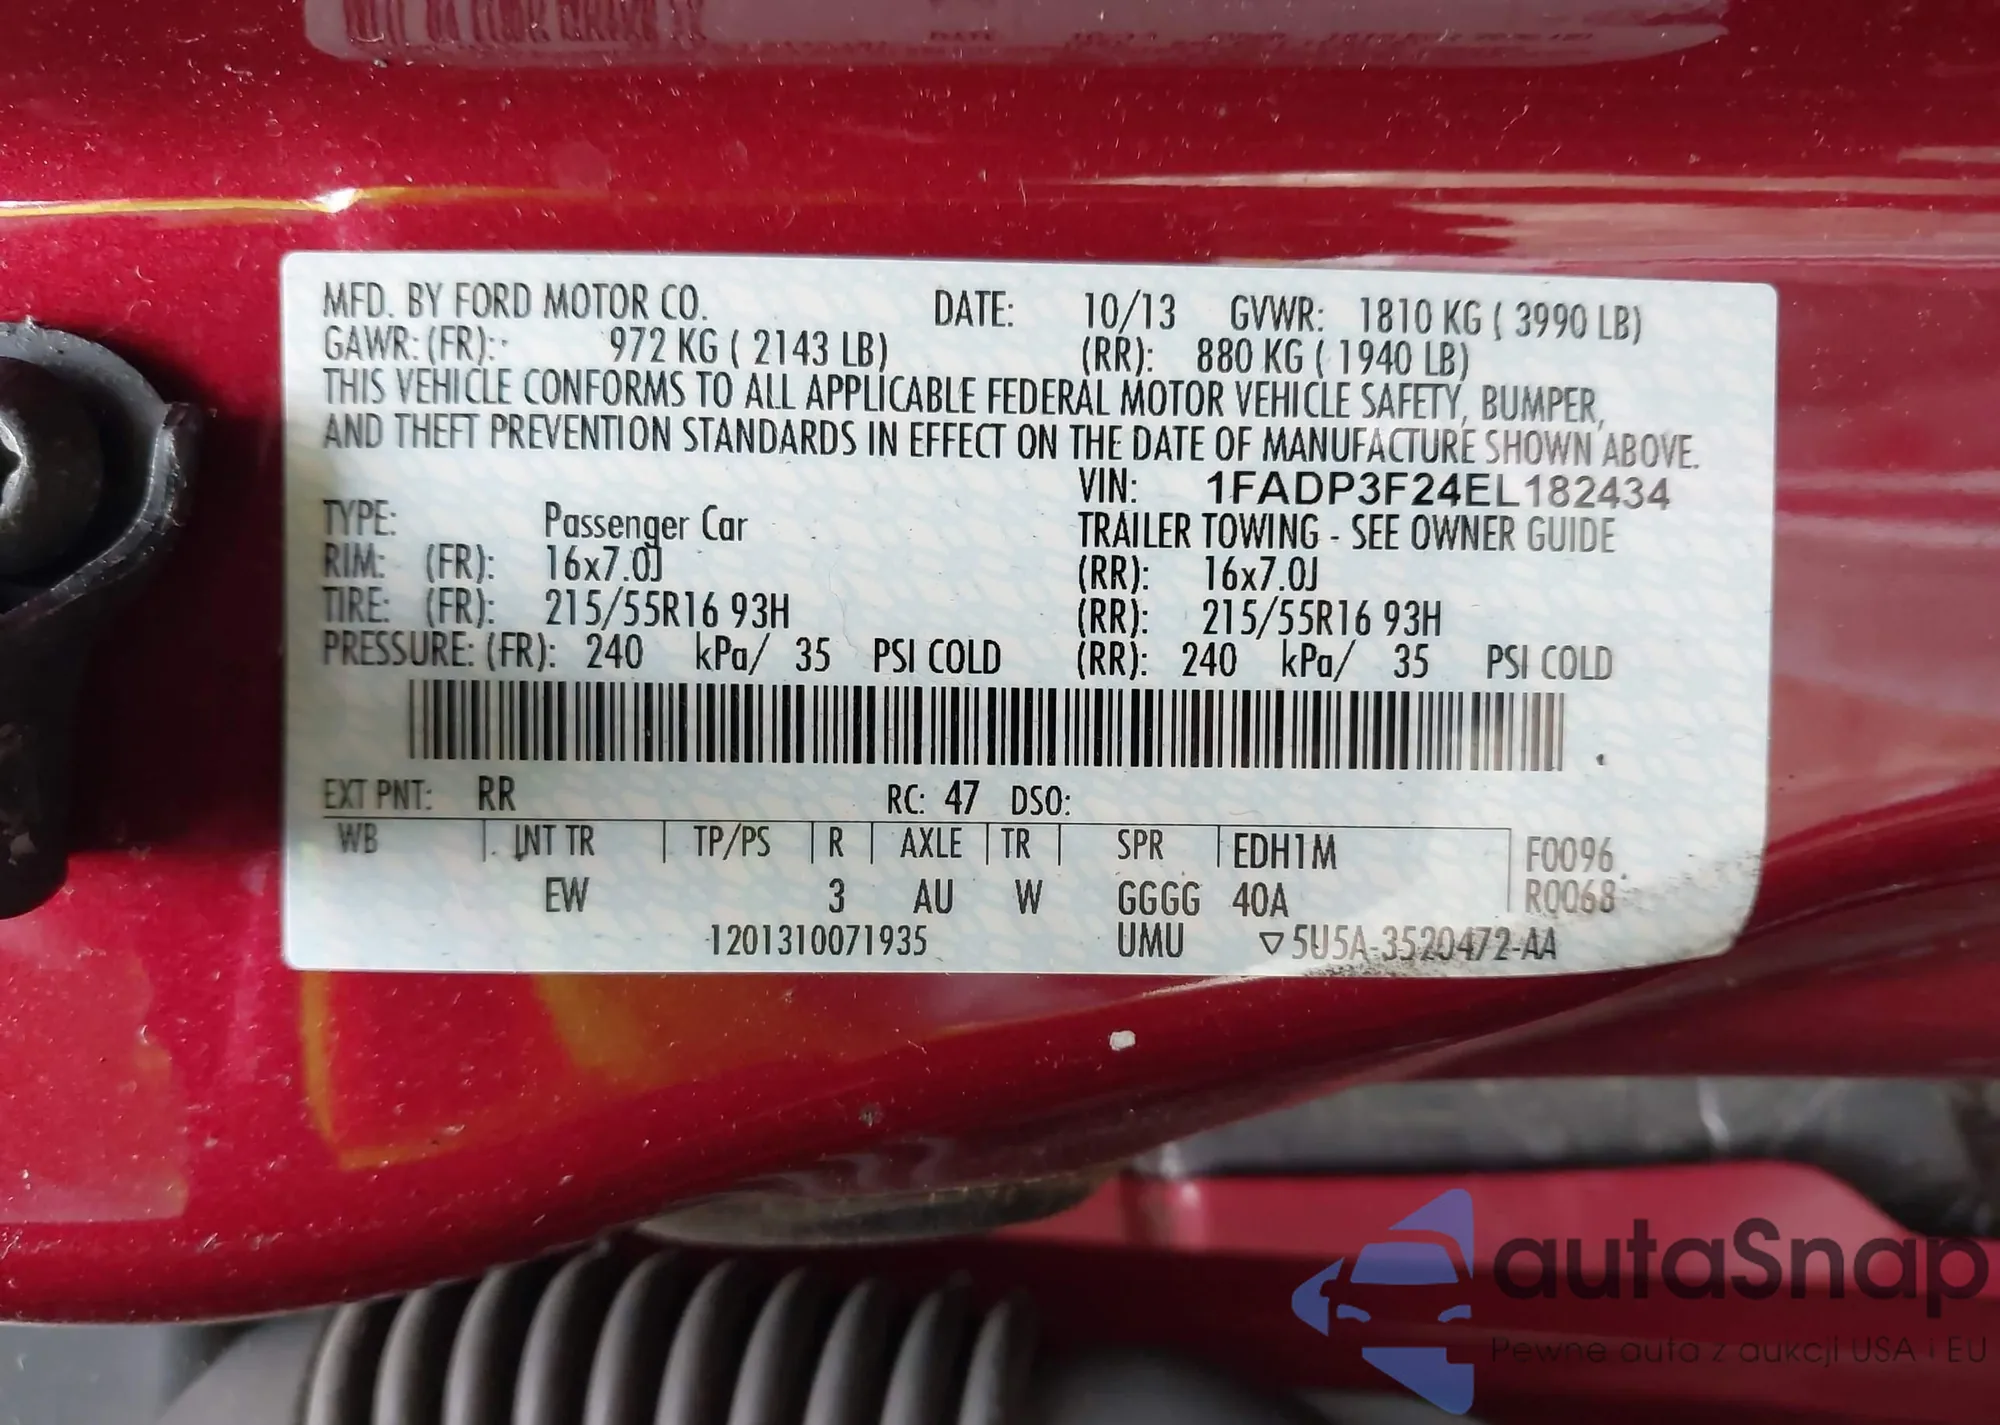 MFD. BY FORD MOTOR CO. DATE: 10/13 GVWR: 1810 KG ( 3990 LB)
GAWR: (FR): 972 KG ( 2143 LB) (RR): 880 KG ( 1940 LB)
THIS VEHICLE CONFORMS TO ALL APPLICABLE FEDERAL MOTOR VEHICLE SAFETY, BUMPER,
AND THEFT PREVENTION STANDARDS IN EFFECT ON THE DATE OF MANUFACTURE SHOWN ABOVE.
VIN: 1FADP3F24EL182434
TYPE: Passenger Car TRAILER TOWING - SEE OWNER GUIDE
RIM: (FR): 16x7.0J (RR): 16x7.0J
TIRE: (FR): 215/55R16 93H (RR): 215/55R16 93H
PRESSURE: (FR): 240 kPa/ 35 PSI COLD (RR): 240 kPa/ 35 PSI COLD
EXT PNT: RR RC: 47 DSO:
WB INT TR TP/PS R AXLE TR SPR EDH1M F0096
EW 3 AU W GGGG 40A R0068
1201310071935 UMU ▽5U5A-3520472-AA
autaSnap
Pewne auta z aukcji USA i EU